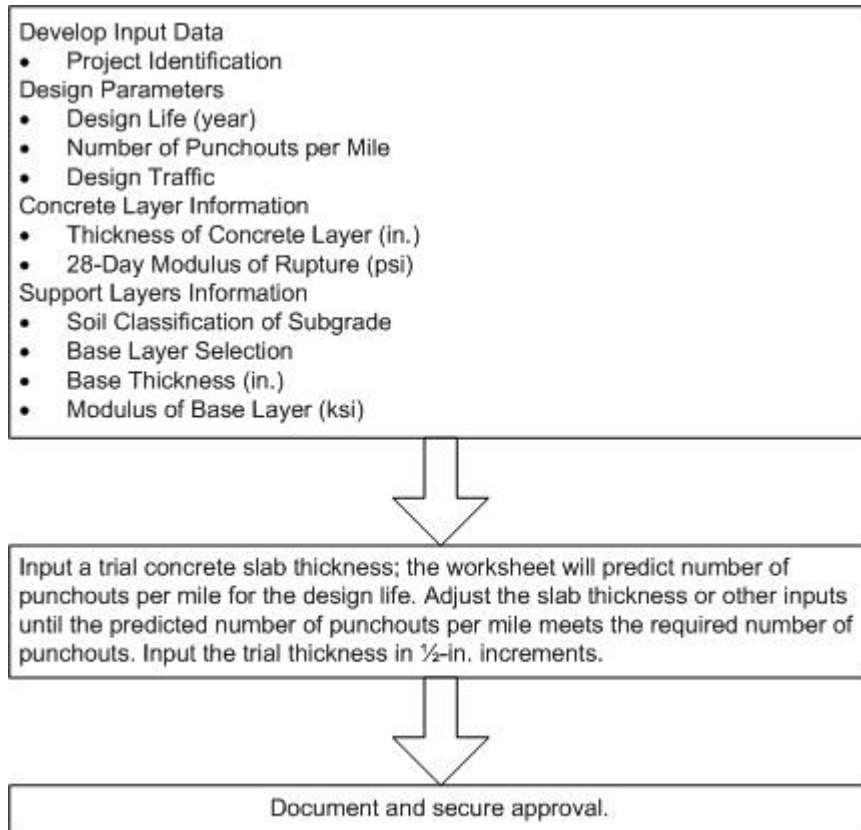 Develop Input Data
• Project Identification
Design Parameters
• Design Life (year)
• Number of Punchouts per Mile
• Design Traffic
Concrete Layer Information
• Thickness of Concrete Layer (in.)
• 28-Day Modulus of Rupture (psi)
Support Layers Information
• Soil Classification of Subgrade
• Base Layer Selection
• Base Thickness (in.)
• Modulus of Base Layer (ksi)
Input a trial concrete slab thickness; the worksheet will predict number of
punchouts per mile for the design life. Adjust the slab thickness or other inputs
until the predicted number of punchouts per mile meets the required number of
punchouts. Input the trial thickness in ½-in. increments.
Document and secure approval.